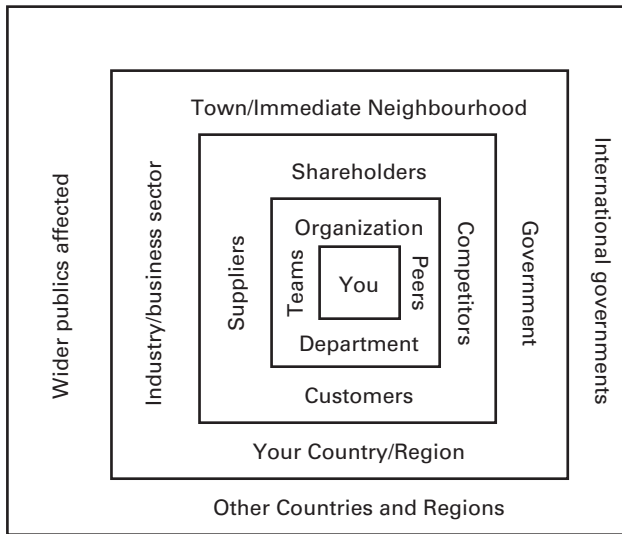 Town/Immediate Neighbourhood
Shareholders
Organization
You
Department
Customers
Your Country/Region
Other Countries and Regions
Wider publics affected
Industry/business sector
Suppliers
Teams
Peers
Competitors
Government
International governments